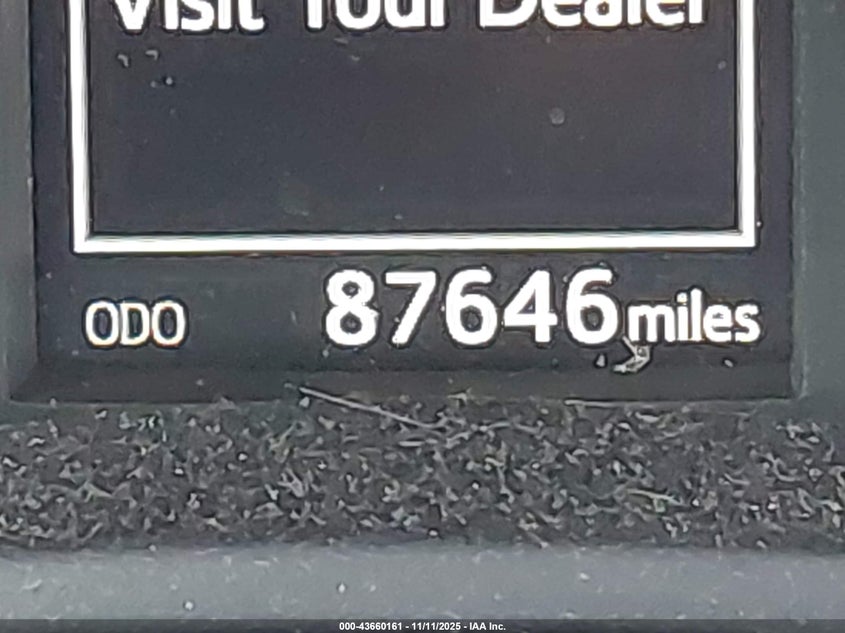 Visit Your Dealer
ODO 87646 miles
000-43660161 - 11/11/2025 - IAA Inc.